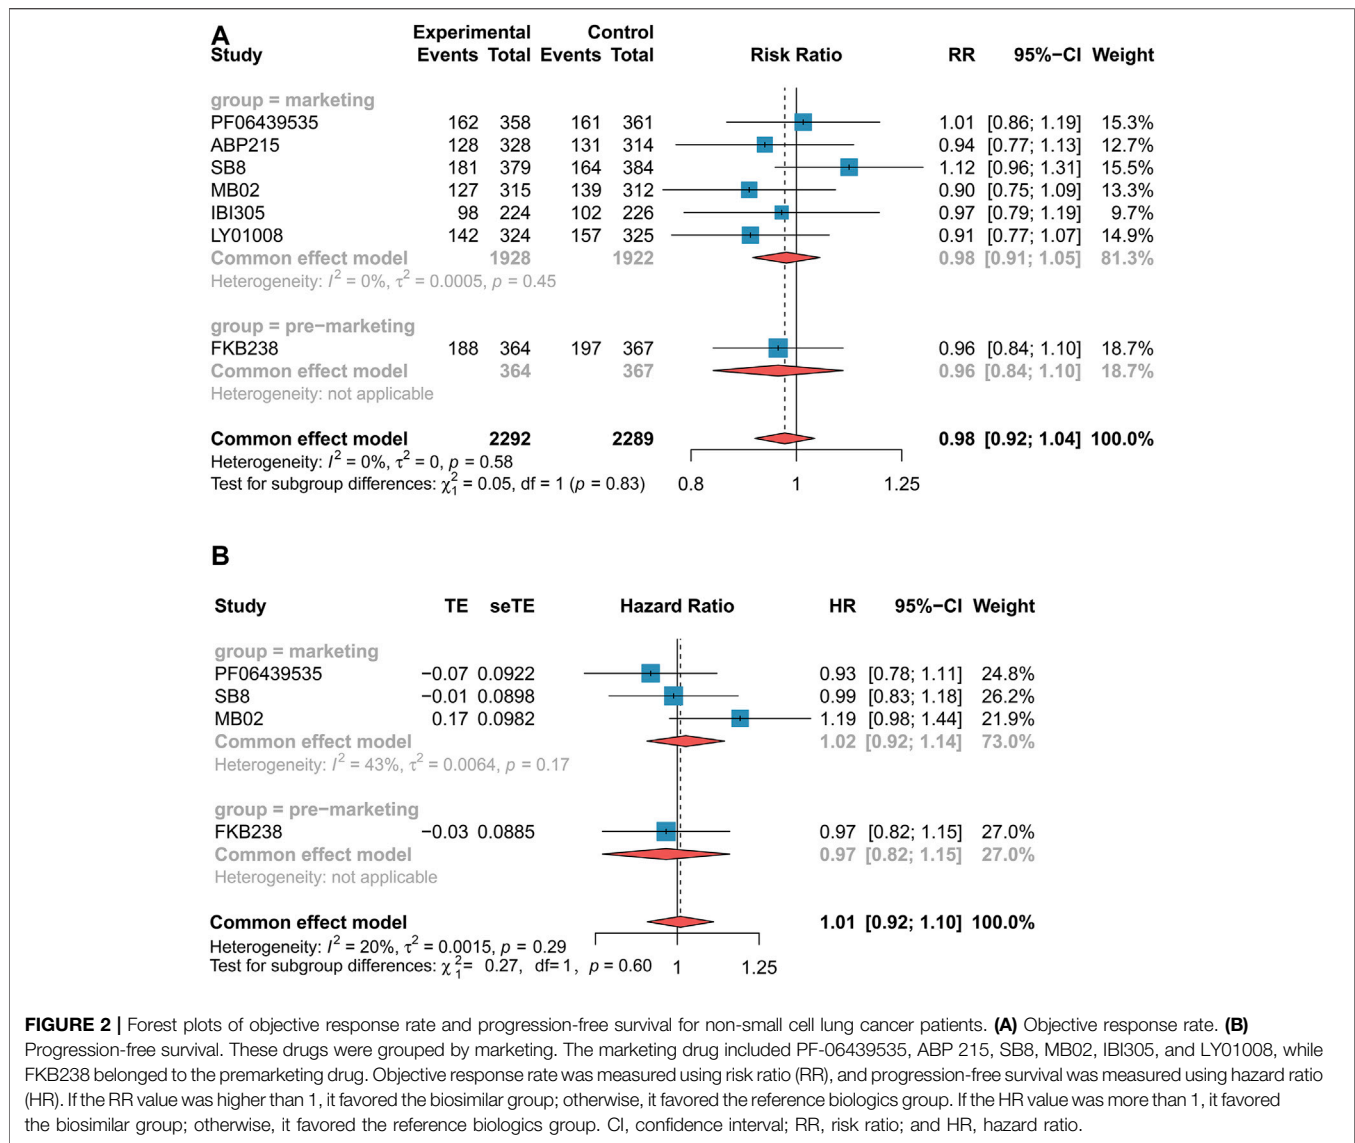 A
Experimental Control
Study Events Total Events Total Risk Ratio RR 95%−CI Weight
group = marketing
PF06439535 162 358 161 361 1.01 [0.86; 1.19] 15.3%
ABP215 128 328 131 314 0.94 [0.77; 1.13] 12.7%
SB8 181 379 164 384 1.12 [0.96; 1.31] 15.5%
MB02 127 315 139 312 0.90 [0.75; 1.09] 13.3%
IBI305 98 224 102 226 0.97 [0.79; 1.19] 9.7%
LY01008 142 324 157 325 0.91 [0.77; 1.07] 14.9%
Common effect model 1928 1922 0.98 [0.91; 1.05] 81.3%
Heterogeneity: I² = 0%, τ² = 0.0005, p = 0.45
group = pre−marketing
FKB238 188 364 197 367 0.96 [0.84; 1.10] 18.7%
Common effect model 364 367 0.96 [0.84; 1.10] 18.7%
Heterogeneity: not applicable
Common effect model 2292 2289 0.98 [0.92; 1.04] 100.0%
Heterogeneity: I² = 0%, τ² = 0, p = 0.58
Test for subgroup differences: χ²₁ = 0.05, df = 1 (p = 0.83) 0.8 1 1.25
B
Study TE seTE Hazard Ratio HR 95%−CI Weight
group = marketing
PF06439535 −0.07 0.0922 0.93 [0.78; 1.11] 24.8%
SB8 −0.01 0.0898 0.99 [0.83; 1.18] 26.2%
MB02 0.17 0.0982 1.19 [0.98; 1.44] 21.9%
Common effect model 1.02 [0.92; 1.14] 73.0%
Heterogeneity: I² = 43%, τ² = 0.0064, p = 0.17
group = pre−marketing
FKB238 −0.03 0.0885 0.97 [0.82; 1.15] 27.0%
Common effect model 0.97 [0.82; 1.15] 27.0%
Heterogeneity: not applicable
Common effect model 1.01 [0.92; 1.10] 100.0%
Heterogeneity: I² = 20%, τ² = 0.0015, p = 0.29
Test for subgroup differences: χ²₁= 0.27, df= 1, p = 0.60 1 1.25
FIGURE 2 | Forest plots of objective response rate and progression-free survival for non-small cell lung cancer patients. (A) Objective response rate. (B)
Progression-free survival. These drugs were grouped by marketing. The marketing drug included PF-06439535, ABP 215, SB8, MB02, IBI305, and LY01008, while
FKB238 belonged to the premarketing drug. Objective response rate was measured using risk ratio (RR), and progression-free survival was measured using hazard ratio
(HR). If the RR value was higher than 1, it favored the biosimilar group; otherwise, it favored the reference biologics group. If the HR value was more than 1, it favored
the biosimilar group; otherwise, it favored the reference biologics group. CI, confidence interval; RR, risk ratio; and HR, hazard ratio.